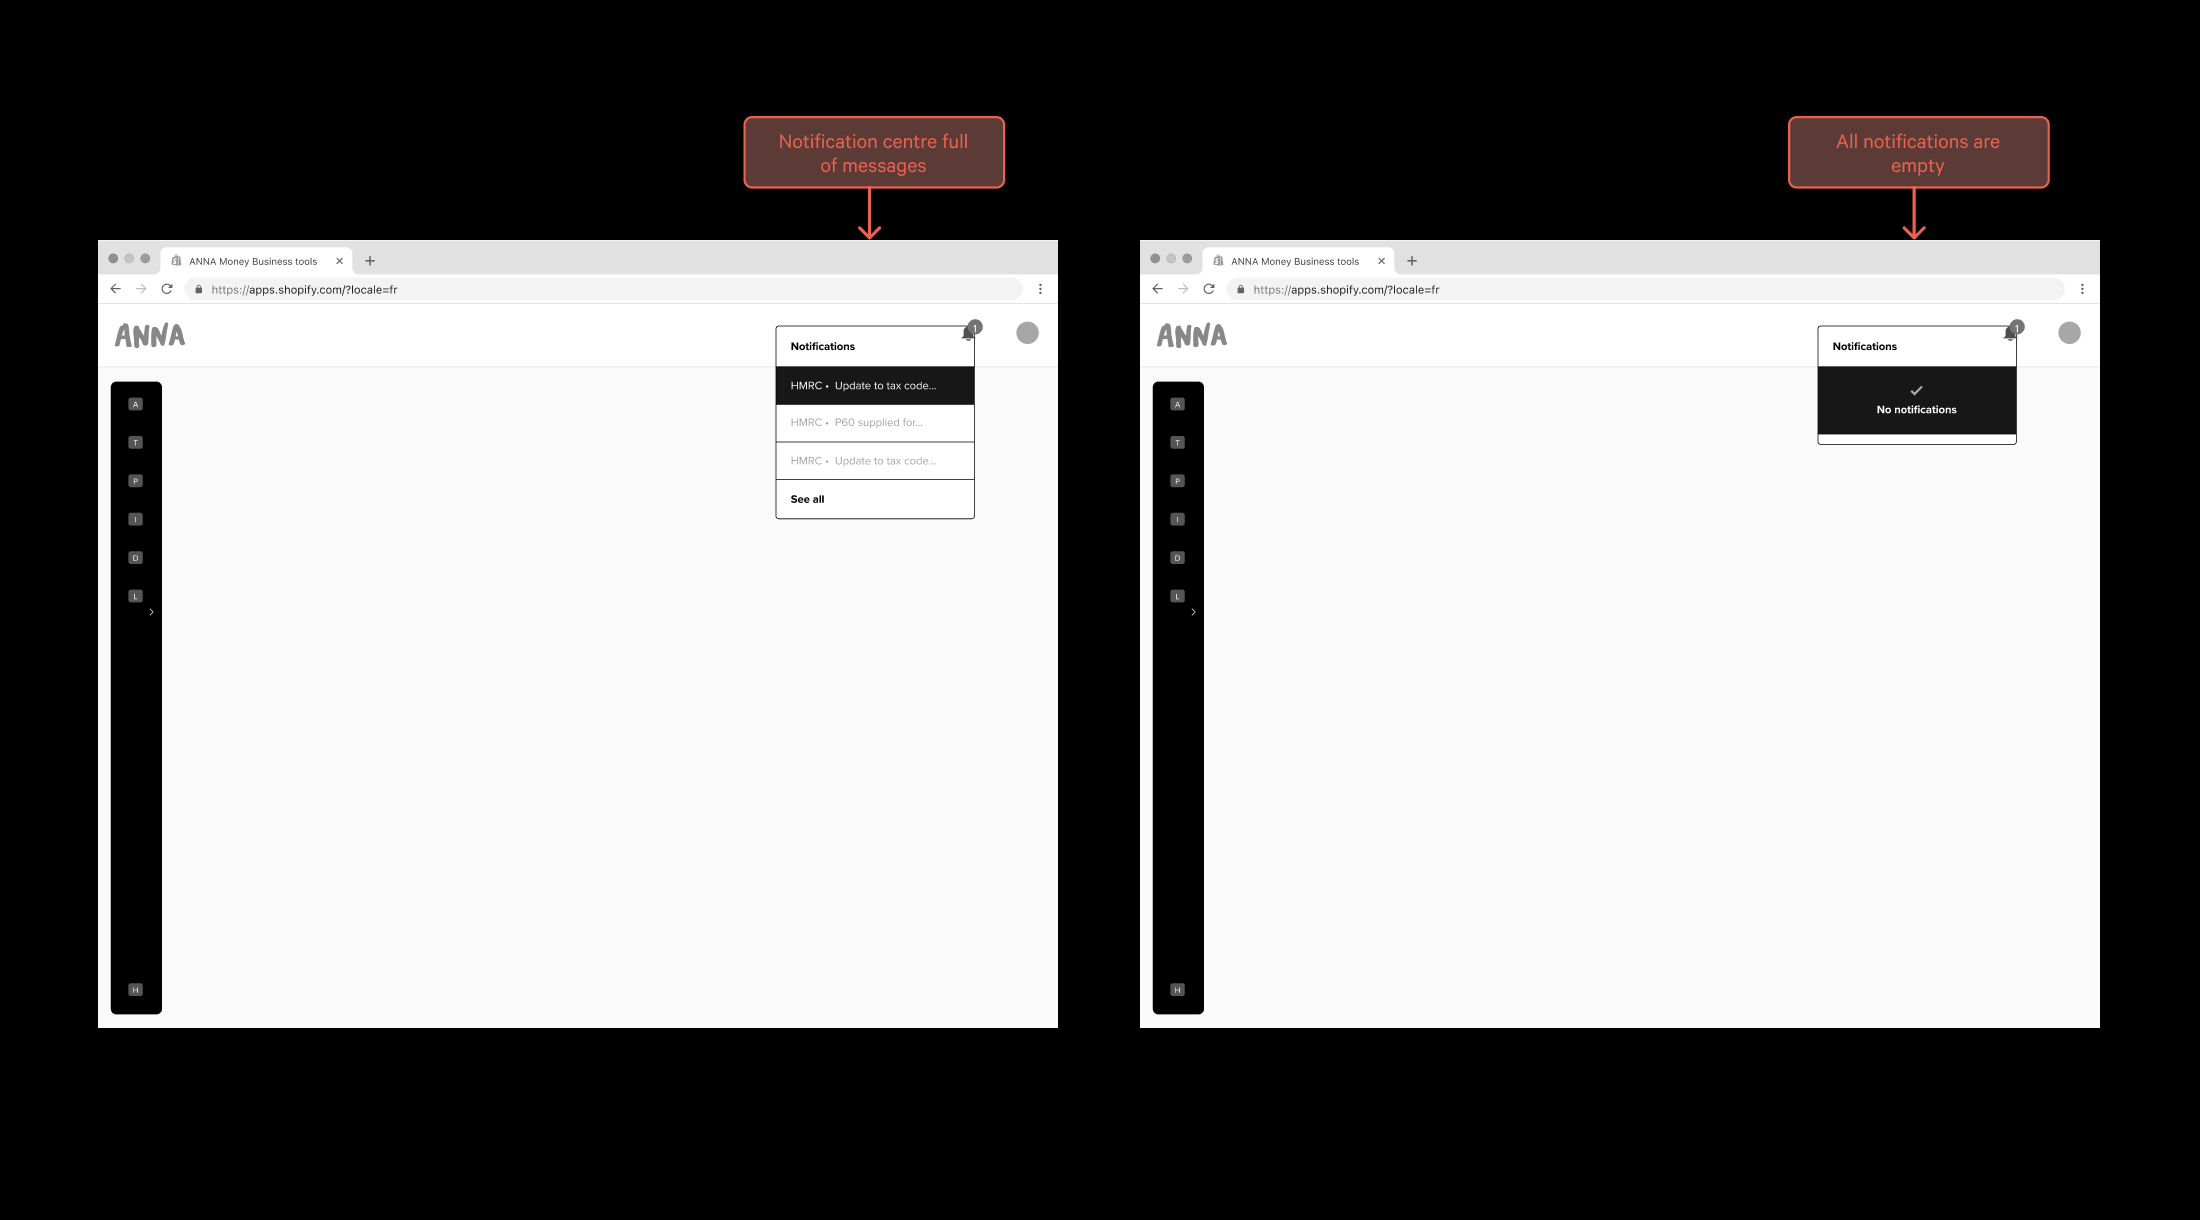 Notification centre full
of messages
ANNA Money Business tools
https://apps.shopify.com/?locale=fr
ANNA
1
Notifications
HMRC • Update to tax code...
HMRC • P60 supplied for...
HMRC • Update to tax code...
See all
A
T
P
I
D
L
H
All notifications are
empty
ANNA Money Business tools
https://apps.shopify.com/?locale=fr
ANNA
1
Notifications
No notifications
A
T
P
I
D
L
H